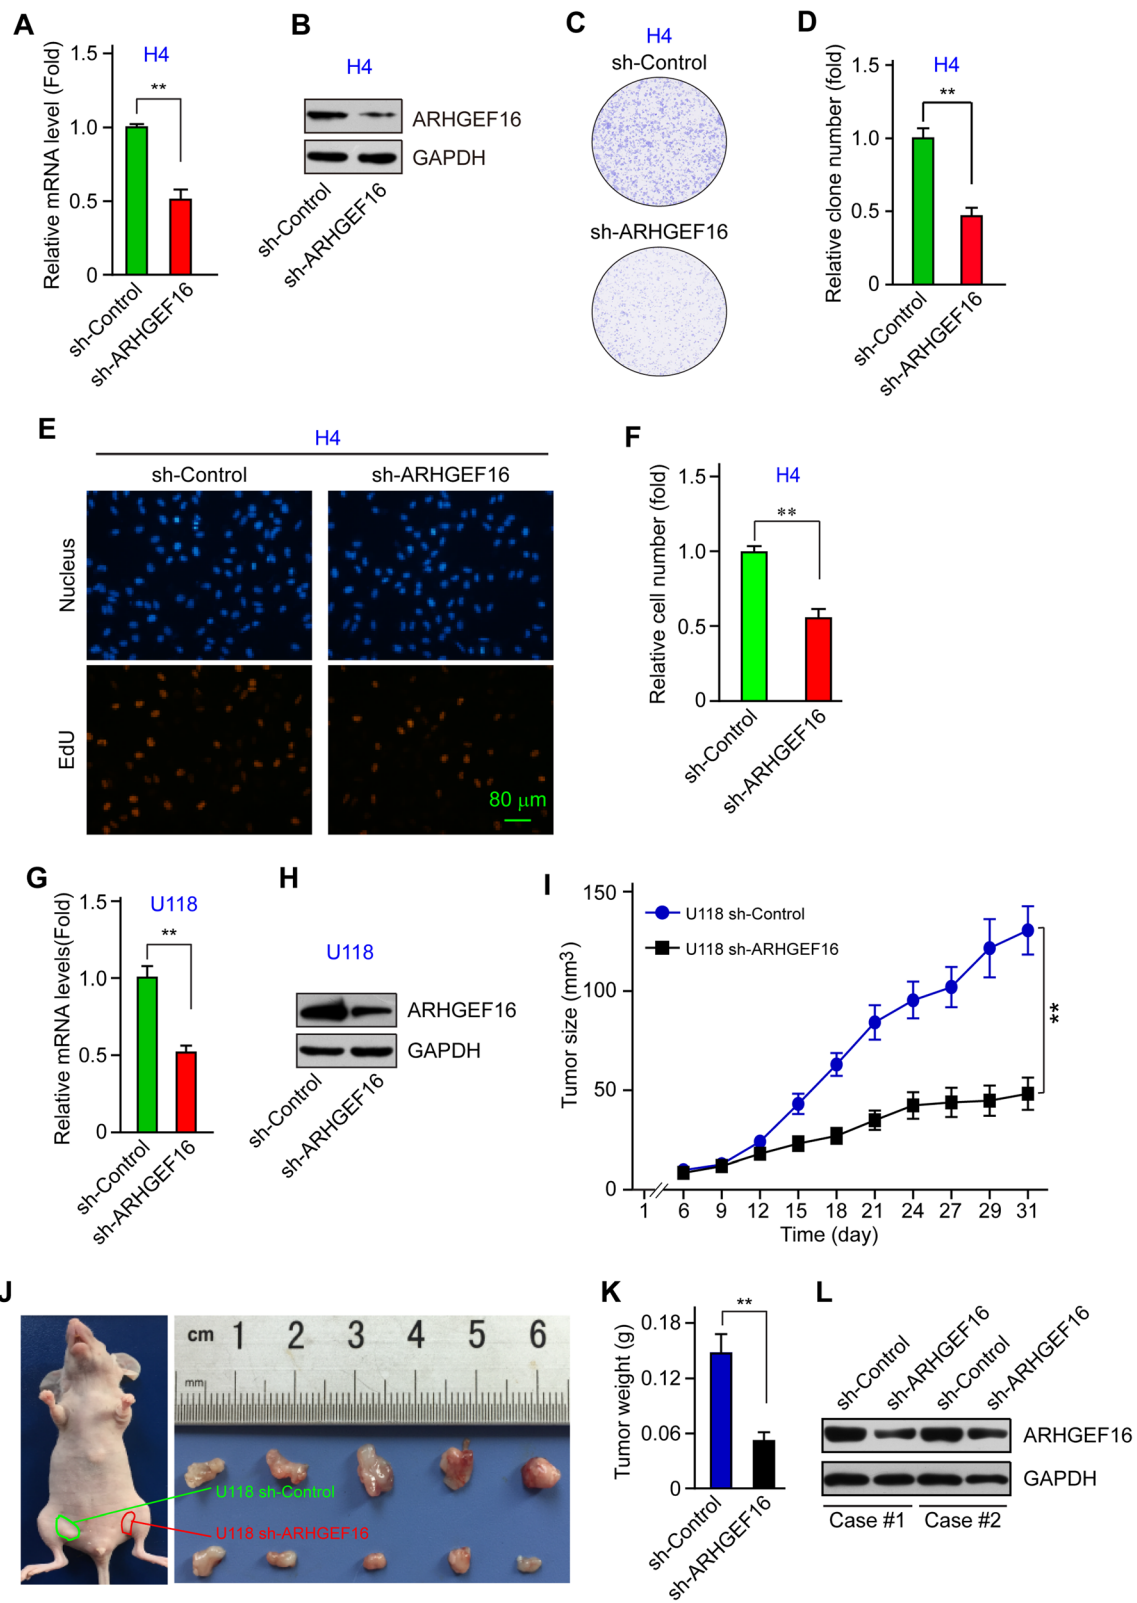 A
H4
Relative mRNA level (Fold)
1.5
1.0
0.5
0
**
sh-Control
sh-ARHGEF16
B
H4
ARHGEF16
GAPDH
sh-Control
sh-ARHGEF16
C
H4
sh-Control
sh-ARHGEF16
D
H4
Relative clone number (fold)
1.5
1.0
0.5
0
**
sh-Control
sh-ARHGEF16
E
H4
sh-Control
sh-ARHGEF16
Nucleus
EdU
80 μm
F
H4
Relative cell number (fold)
1.5
1.0
0.5
0
**
sh-Control
sh-ARHGEF16
G
U118
Relative mRNA levels(Fold)
1.5
1.0
0.5
0
**
sh-Control
sh-ARHGEF16
H
U118
ARHGEF16
GAPDH
sh-Control
sh-ARHGEF16
I
Tumor size (mm³)
150
100
50
0
U118 sh-Control
U118 sh-ARHGEF16
**
1 6 9 12 15 18 21 24 27 29 31
Time (day)
J
cm 1 2 3 4 5 6
mm
U118 sh-Control
U118 sh-ARHGEF16
K
Tumor weight (g)
0.18
0.12
0.06
0
**
sh-Control
sh-ARHGEF16
L
sh-Control
sh-ARHGEF16
sh-Control
sh-ARHGEF16
ARHGEF16
GAPDH
Case #1 Case #2